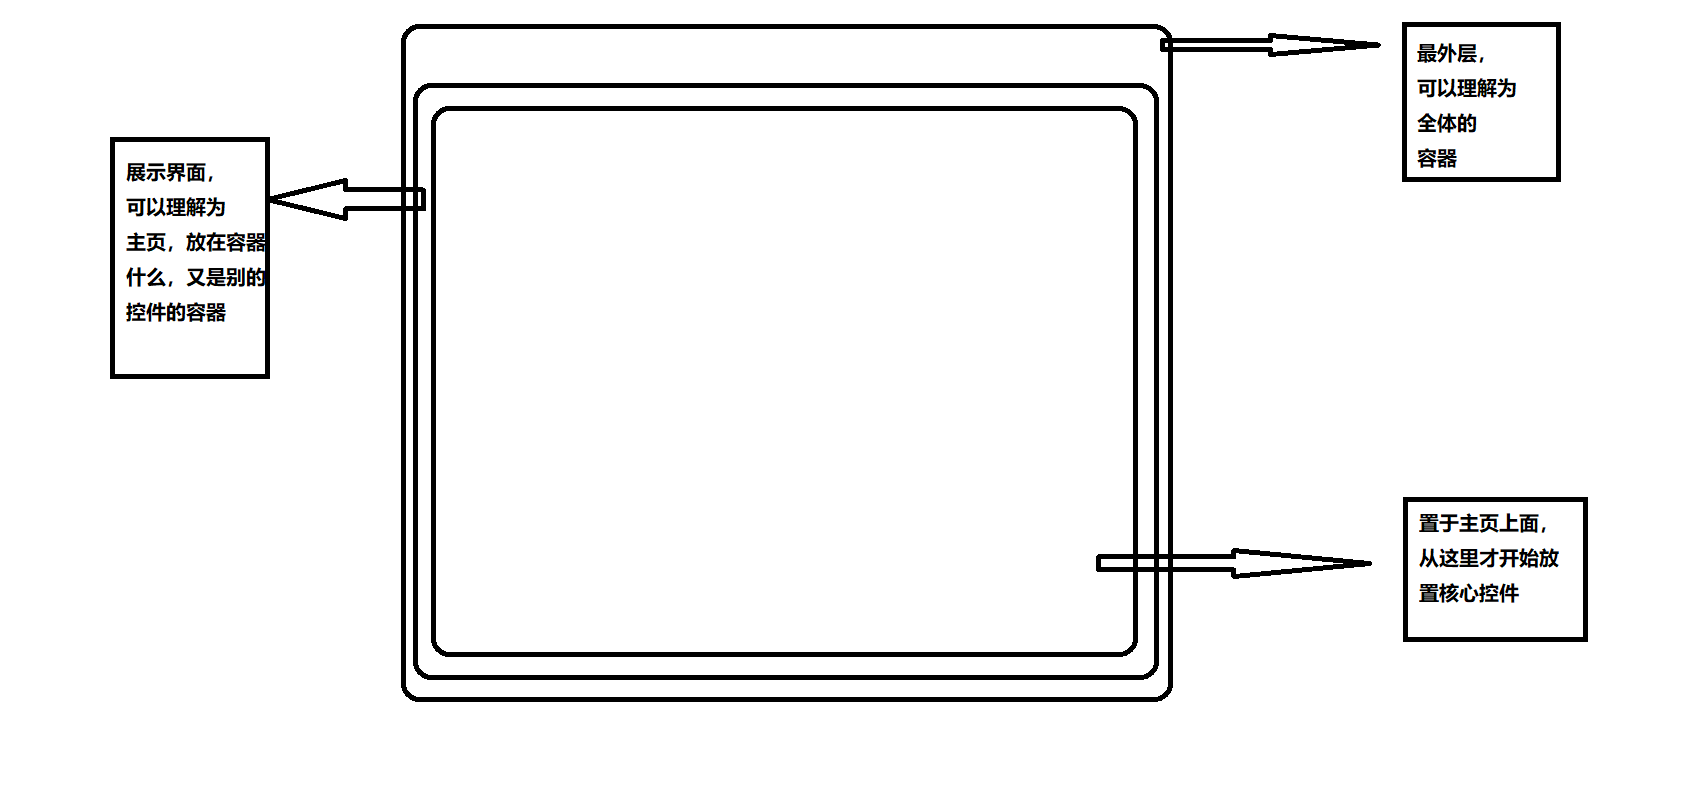 最外层，
可以理解为
全体的
容器
展示界面，
可以理解为
主页，放在容器
什么，又是别的
控件的容器
置于主页上面，
从这里才开始放
置核心控件